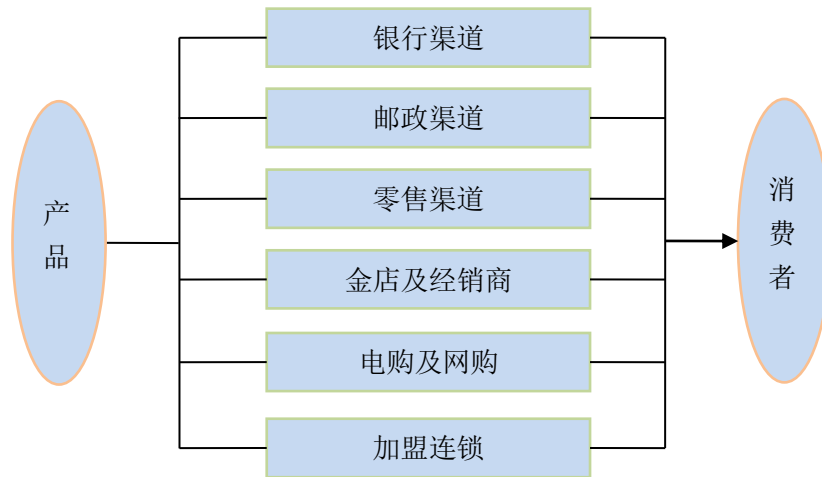 产品
银行渠道
邮政渠道
零售渠道
金店及经销商
电购及网购
加盟连锁
消费者